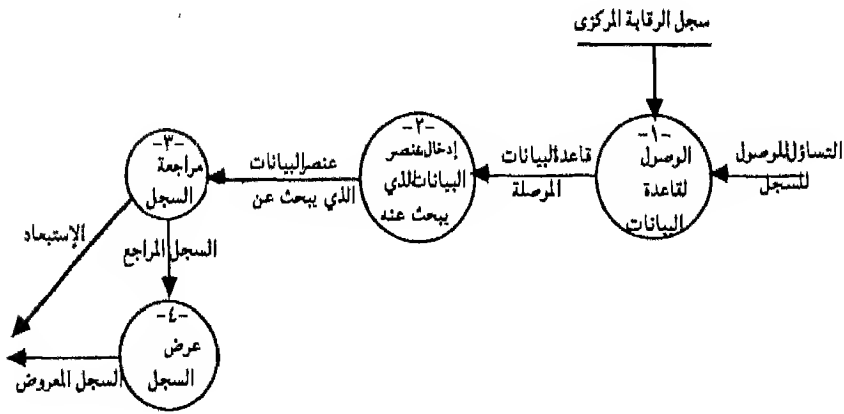 سجل الرقابة المركزى
التساؤل للوصول
للسجل
-١-
الوصول
لقاعدة
البيانات
قاعدة البيانات
الموصلة
-٢-
إدخال عنصر
البيانات الذي
يبحث عنه
عنصر البيانات
الذي يبحث عن
-٣-
مراجعة
السجل
الإستبعاد
السجل المراجع
-٤-
عرض
السجل
السجل المعروض